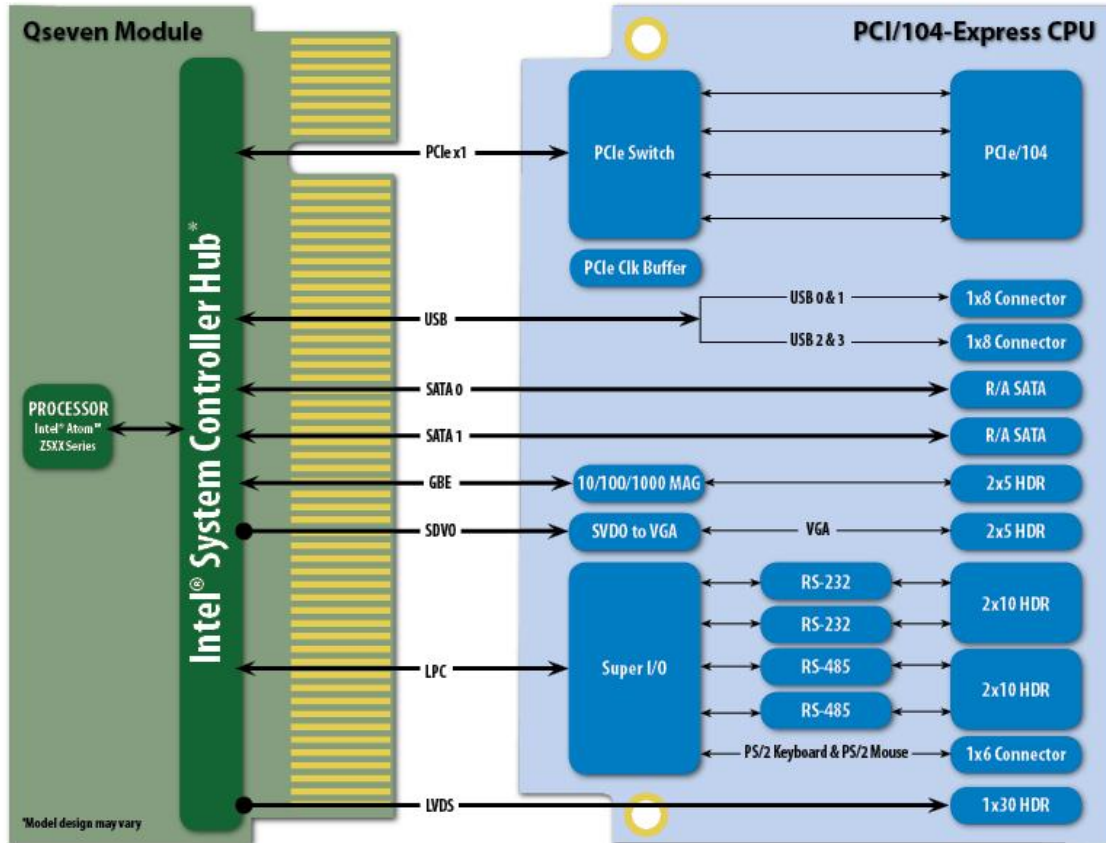 Qseven Module
PCI/104-Express CPU
PCIe x1
PCIe Switch
PCIe/104
PCIe Clk Buffer
USB
USB 0 & 1
1x8 Connector
USB 2 & 3
1x8 Connector
SATA 0
R/A SATA
SATA 1
R/A SATA
PROCESSOR
Intel® Atom™
Z5XX Series
Intel® System Controller Hub*
GBE
10/100/1000 MAG
2x5 HDR
SDVO
SVDO to VGA
VGA
2x5 HDR
LPC
Super I/O
RS-232
RS-232
2x10 HDR
RS-485
RS-485
2x10 HDR
PS/2 Keyboard & PS/2 Mouse
1x6 Connector
LVDS
1x30 HDR
*Model design may vary